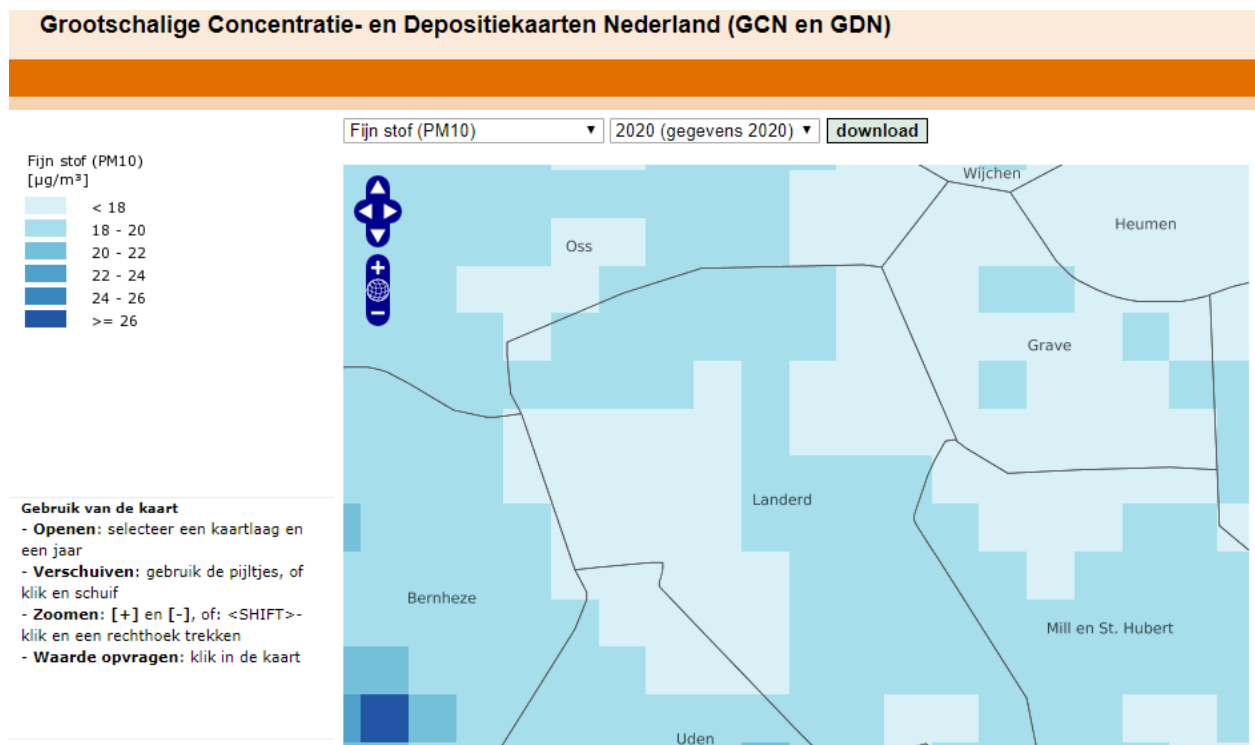 Grootschalige Concentratie- en Depositiekaarten Nederland (GCN en GDN)
Fijn stof (PM10) ▼ 2020 (gegevens 2020) ▼ download
Fijn stof (PM10)
[µg/m³]
< 18
18 - 20
20 - 22
22 - 24
24 - 26
>= 26
Wijchen
Heumen
Oss
Grave
Landerd
Bernheze
Mill en St. Hubert
Uden
Gebruik van de kaart
- Openen: selecteer een kaartlaag en
een jaar
- Verschuiven: gebruik de pijltjes, of
klik en schuif
- Zoomen: [+] en [-], of: <SHIFT>-
klik en een rechthoek trekken
- Waarde opvragen: klik in de kaart